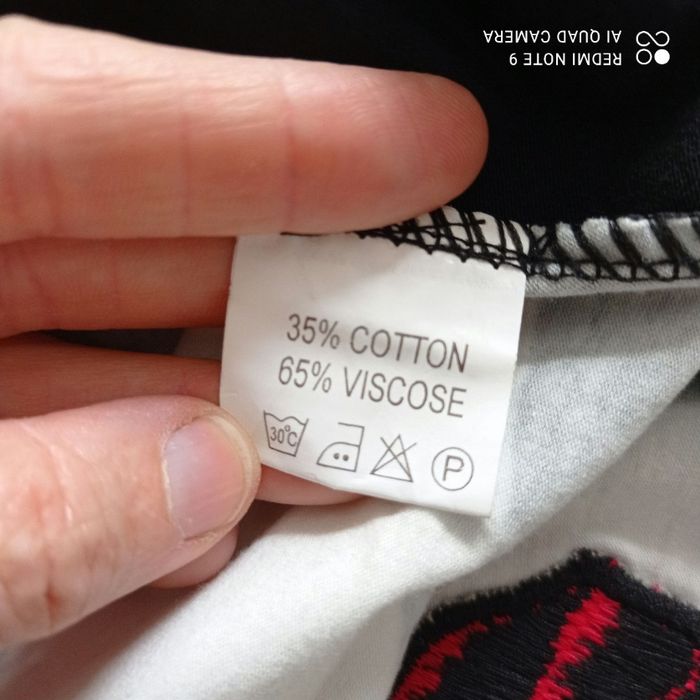 REDMI NOTE 9
AI QUAD CAMERA
35% COTTON
65% VISCOSE
30°C P